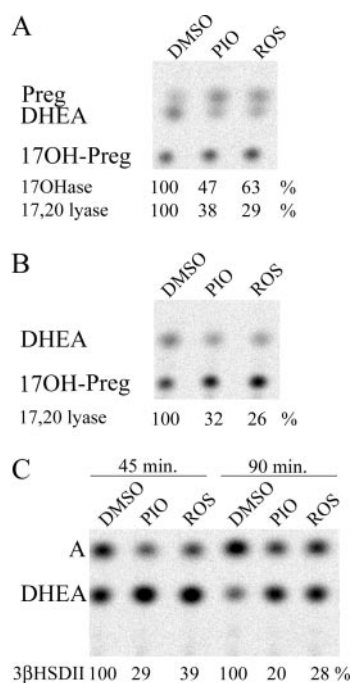 A
DMSO PIO ROS
Preg
DHEA
17OH-Preg
17OHase 100 47 63 %
17,20 lyase 100 38 29 %
B
DMSO PIO ROS
DHEA
17OH-Preg
17,20 lyase 100 32 26 %
C
45 min. 90 min.
DMSO PIO ROS DMSO PIO ROS
A
DHEA
3βHSDII 100 29 39 100 20 28 %